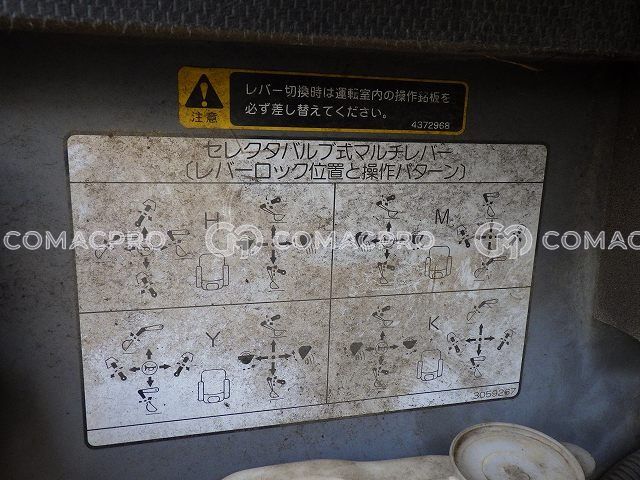 レバー切換時は運転室内の操作銘板を
注意
必ず差し替えてください。
4372968
セレクタバルブ式マルチレバー
(レバーロック位置と操作パターン)
H
M
COMACPRO COMACPRO COMACPRO
Y
K
3059267